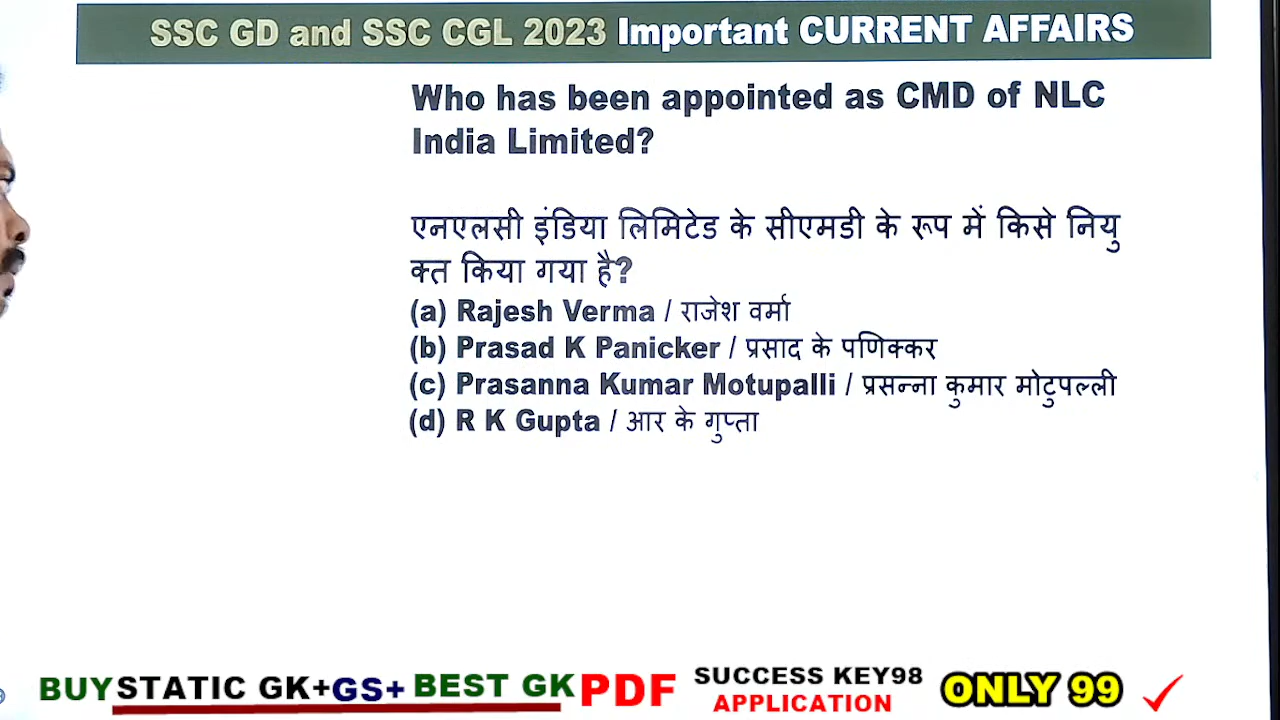 SSC GD and SSC CGL 2023 Important CURRENT AFFAIRS
Who has been appointed as CMD of NLC
India Limited?
एनएलसी इंडिया लिमिटेड के सीएमडी के रूप में किसे नियु
क्त किया गया है?
(a) Rajesh Verma / राजेश वर्मा
(b) Prasad K Panicker / प्रसाद के पणिक्कर
(c) Prasanna Kumar Motupalli / प्रसन्ना कुमार मोटुपल्ली
(d) R K Gupta / आर के गुप्ता
BUY STATIC GK+GS+ BEST GK PDF SUCCESS KEY98 APPLICATION ONLY 99